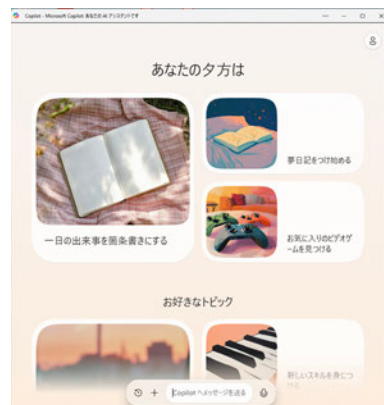 Copilot - Microsoft Copilot: あなたの AI アシスタントです
あなたの夕方は
一日の出来事を箇条書きにする
夢日記をつけ始める
お気に入りのビデオゲ
ームを見つける
お好きなトピック
新しいスキルを身につ
ける
Copilot へメッセージを送る